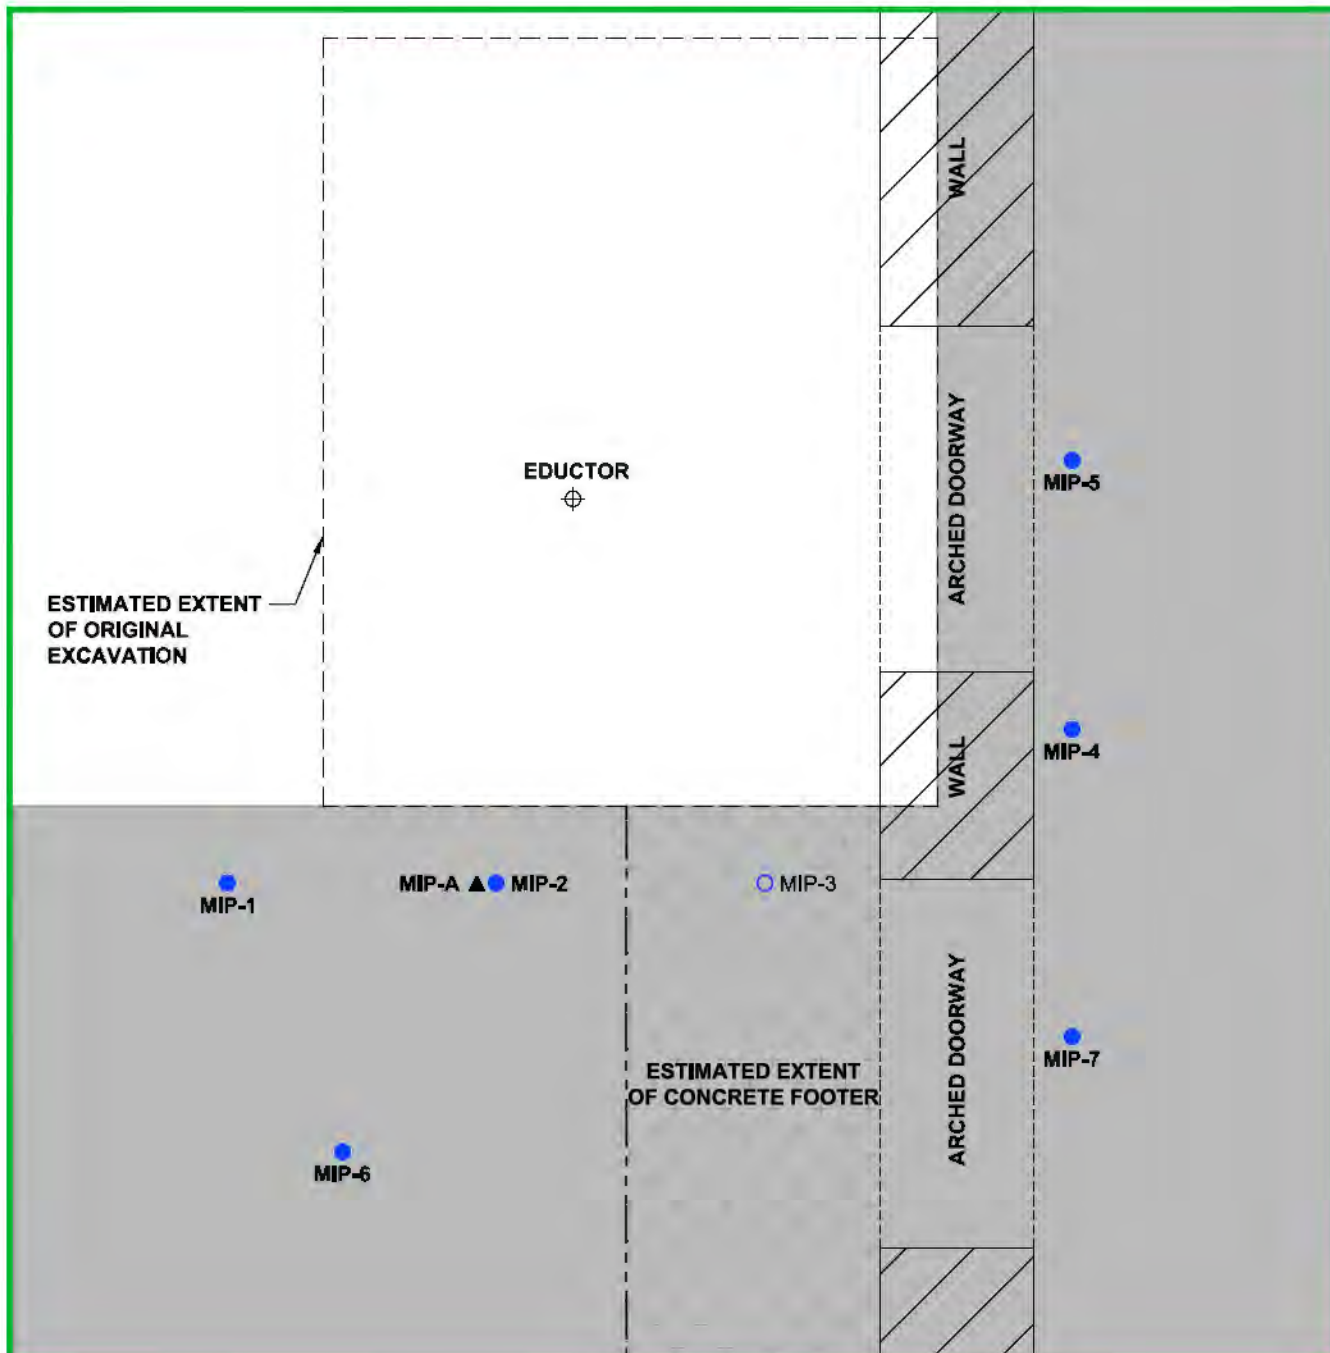 WALL
EDUCTOR
ARCHED DOORWAY
MIP-5
ESTIMATED EXTENT
OF ORIGINAL
EXCAVATION
WALL
MIP-4
MIP-1
MIP-A
MIP-2
MIP-3
ARCHED DOORWAY
MIP-7
ESTIMATED EXTENT
OF CONCRETE FOOTER
MIP-6